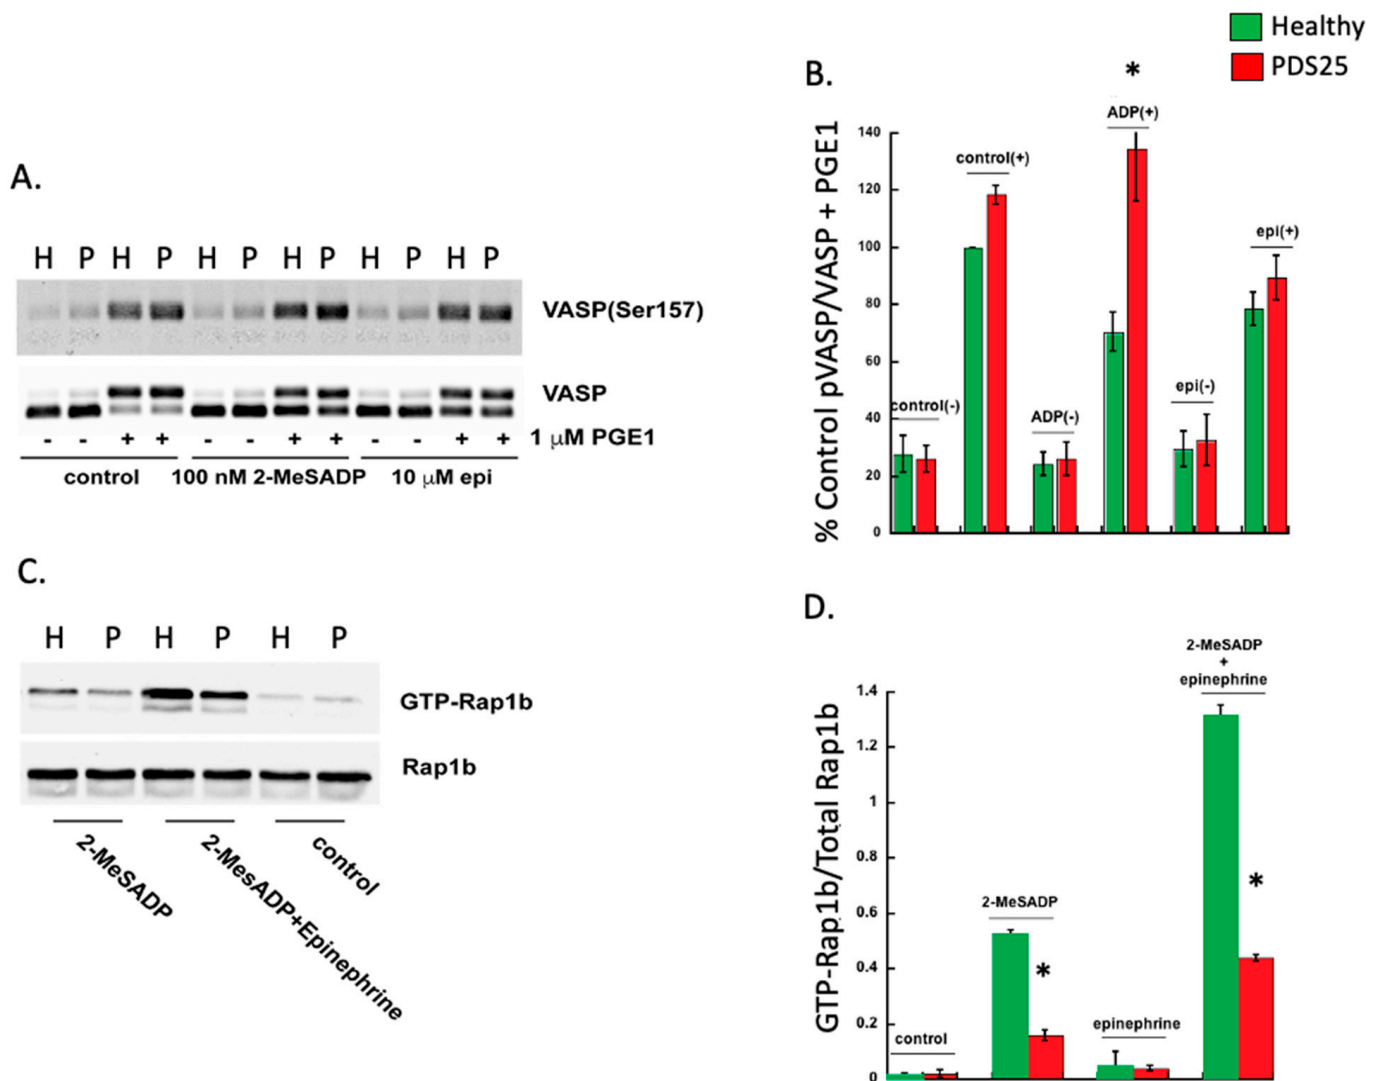 Healthy
PDS25
A.
H P H P H P H P H P H P
VASP(Ser157)
VASP
- - + + - - + + - - + + 1 μM PGE1
control 100 nM 2-MeSADP 10 μM epi
B.
*
% Control pVASP/VASP + PGE1
140
120
100
80
60
40
20
0
control(-)
control(+)
ADP(-)
ADP(+)
epi(-)
epi(+)
C.
H P H P H P
GTP-Rap1b
Rap1b
2-MeSADP
2-MesADP+Epinephrine
control
D.
GTP-Rap1b/Total Rap1b
1.4
1.2
1
0.8
0.6
0.4
0.2
0
control
2-MeSADP
*
epinephrine
2-MeSADP
+
epinephrine
*